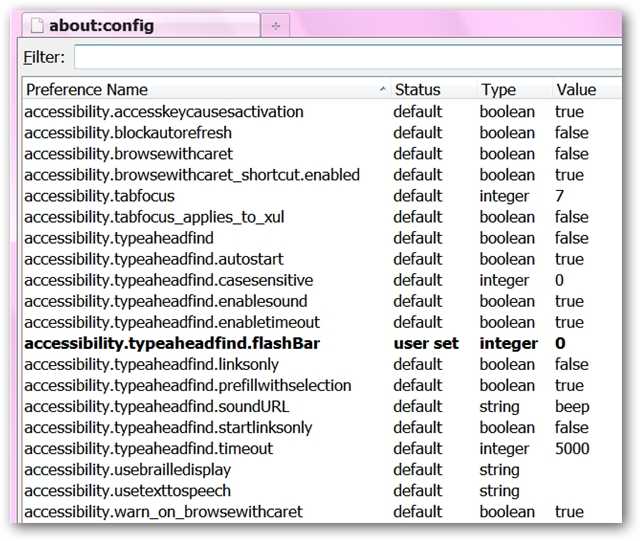 about:config
Filter:
Preference Name Status Type Value
accessibility.accesskeycausesactivation default boolean true
accessibility.blockautorefresh default boolean false
accessibility.browsewithcaret default boolean false
accessibility.browsewithcaret_shortcut.enabled default boolean true
accessibility.tabfocus default integer 7
accessibility.tabfocus_applies_to_xul default boolean false
accessibility.typeaheadfind default boolean false
accessibility.typeaheadfind.autostart default boolean true
accessibility.typeaheadfind.casesensitive default integer 0
accessibility.typeaheadfind.enablesound default boolean true
accessibility.typeaheadfind.enabletimeout default boolean true
accessibility.typeaheadfind.flashBar user set integer 0
accessibility.typeaheadfind.linksonly default boolean false
accessibility.typeaheadfind.prefillwithselection default boolean true
accessibility.typeaheadfind.soundURL default string beep
accessibility.typeaheadfind.startlinksonly default boolean false
accessibility.typeaheadfind.timeout default integer 5000
accessibility.usebrailledisplay default string
accessibility.usetexttospeech default string
accessibility.warn_on_browsewithcaret default boolean true